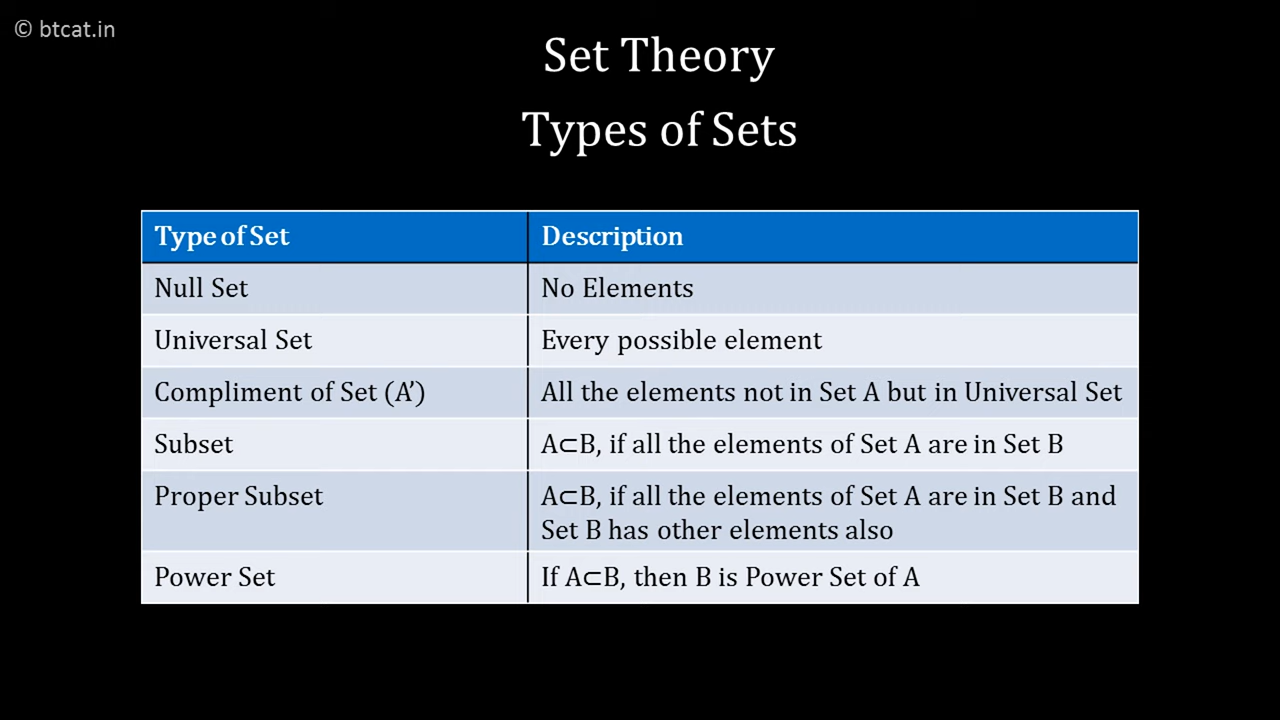 © btcat.in
Set Theory
Types of Sets
Type of Set
Description
Null Set
No Elements
Universal Set
Every possible element
Compliment of Set (A’)
All the elements not in Set A but in Universal Set
Subset
A⊂B, if all the elements of Set A are in Set B
Proper Subset
A⊂B, if all the elements of Set A are in Set B and
Set B has other elements also
Power Set
If A⊂B, then B is Power Set of A